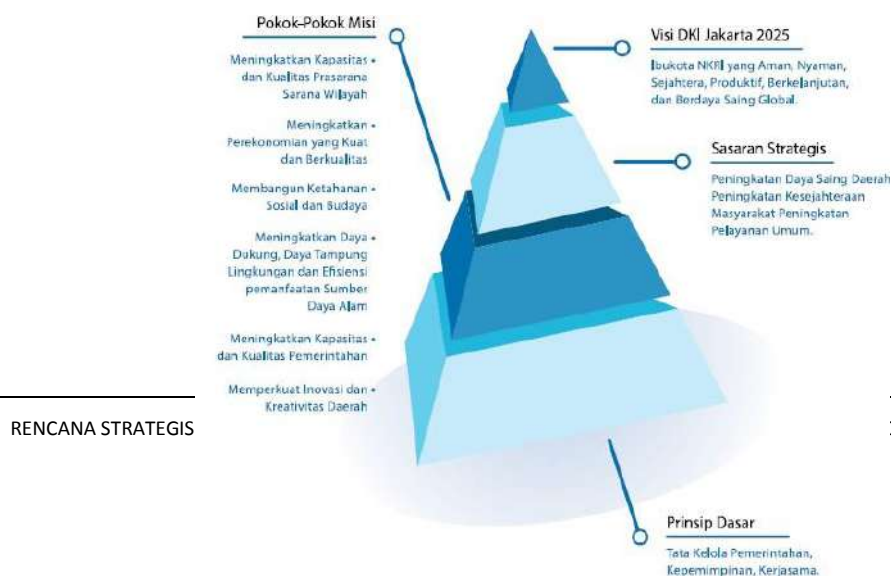 Pokok-Pokok Misi
Meningkatkan Kapasitas •
dan Kualitas Prasarana
Sarana Wilayah
Meningkatkan •
Perekonomian yang Kuat
dan Berkualitas
Membangun Ketahanan •
Sosial dan Budaya
Meningkatkan Daya •
Dukung, Daya Tampung
Lingkungan dan Efisiensi
pemanfaatan Sumber
Daya Alam
Meningkatkan Kapasitas •
dan Kualitas Pemerintahan
Memperkuat Inovasi dan •
Kreativitas Daerah
Visi DKI Jakarta 2025
Ibukota NKRI yang Aman, Nyaman,
Sejahtera, Produktif, Berkelanjutan,
dan Berdaya Saing Global.
Sasaran Strategis
Peningkatan Daya Saing Daerah
Peningkatan Kesejahteraan
Masyarakat Peningkatan
Pelayanan Umum.
RENCANA STRATEGIS
Prinsip Dasar
Tata Kelola Pemerintahan,
Kepemimpinan, Kerjasama.